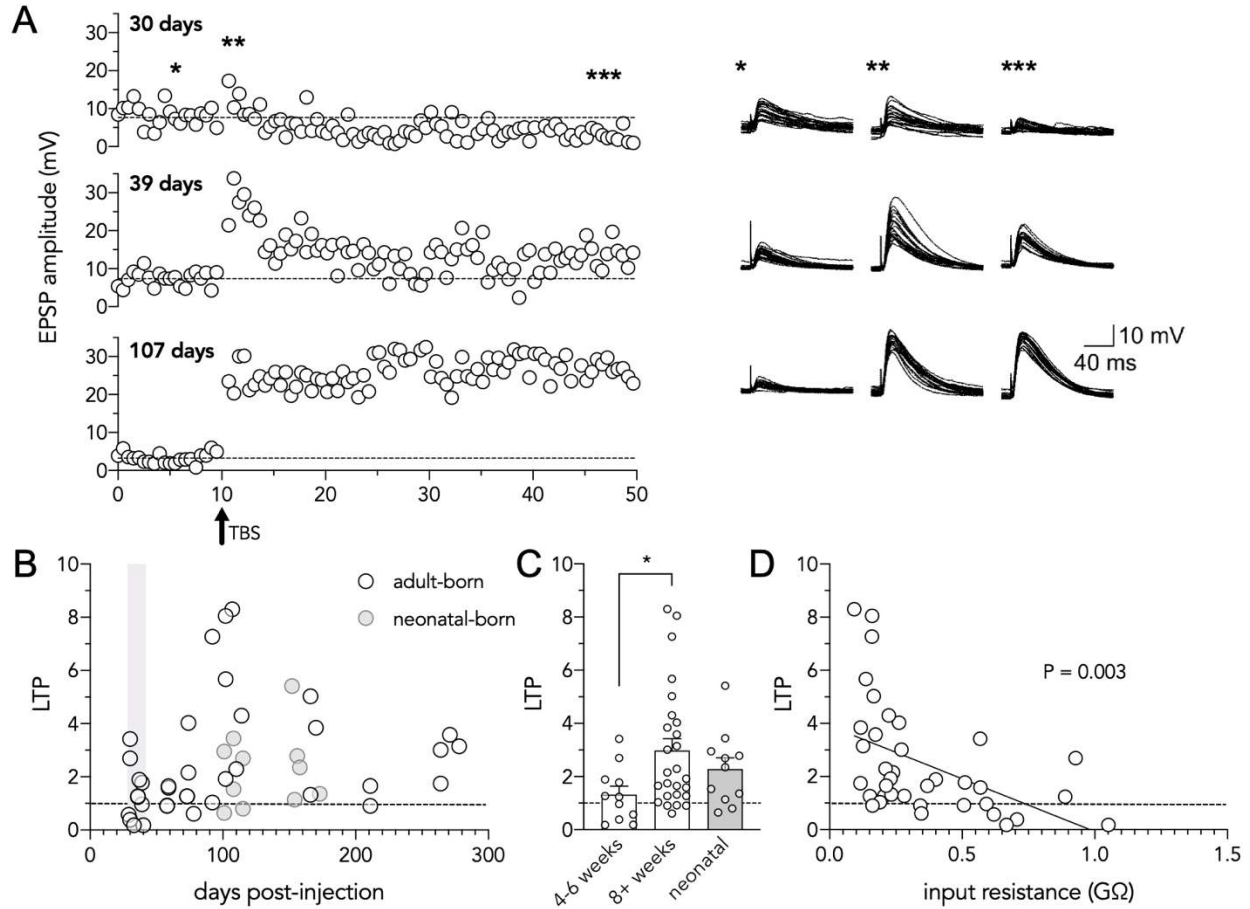 A
30 days
* ** ***
EPSP amplitude (mV)
30
20
10
0
39 days
30
20
10
0
107 days
30
20
10
0
0 10 20 30 40 50
TBS
* ** ***
10 mV
40 ms
B
LTP
10
8
6
4
2
0
0 100 200 300
days post-injection
adult-born
neonatal-born
C
LTP
10
8
6
4
2
0
*
4-6 weeks
8+ weeks
neonatal
D
LTP
10
8
6
4
2
0
P = 0.003
0.0 0.5 1.0 1.5
input resistance (GΩ)